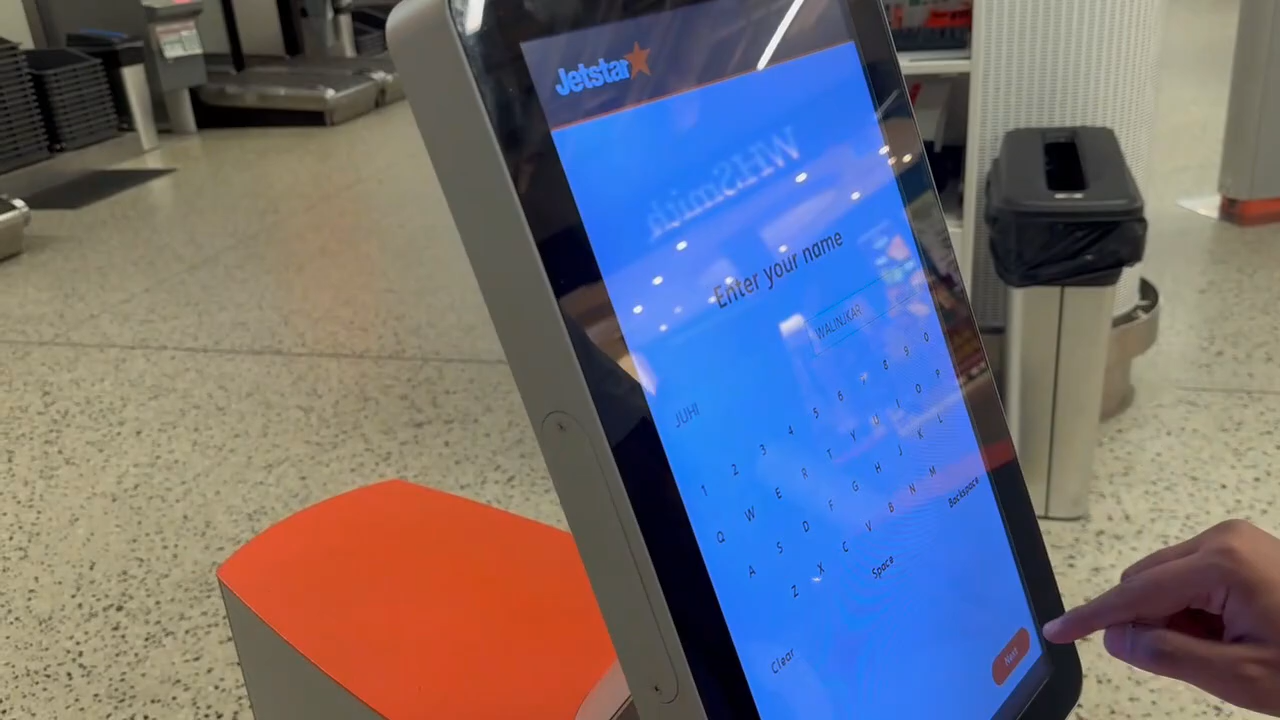 Jetstar
WHSmith
Enter your name
JUHI
WALINJKAR
1 2 3 4 5 6 7 8 9 0
Q W E R T Y U I O P
A S D F G H J K L
Z X C V B N M
Clear
Space
Backspace
Next